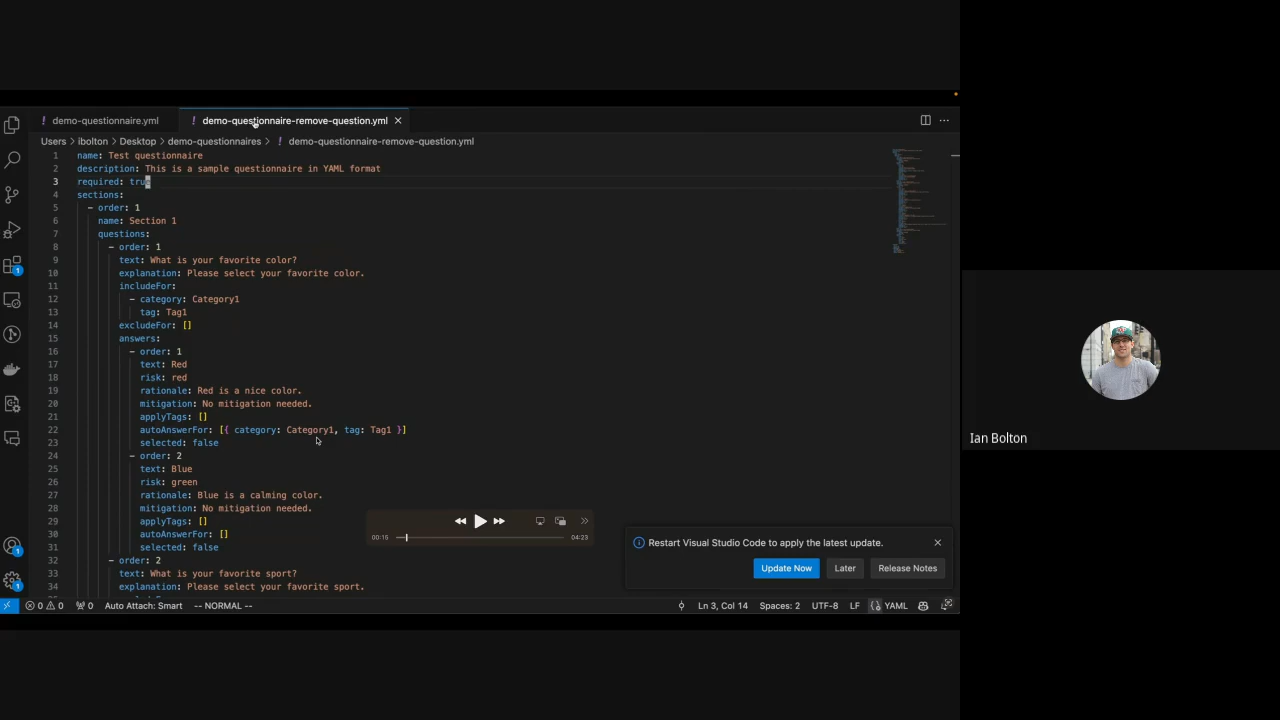 demo-questionnaire.yml
demo-questionnaire-remove-question.yml
Users > ibolton > Desktop > demo-questionnaires > demo-questionnaire-remove-question.yml
1 name: Test questionnaire
2 description: This is a sample questionnaire in YAML format
3 required: true
4 sections:
5 - order: 1
6 name: Section 1
7 questions:
8 - order: 1
9 text: What is your favorite color?
10 explanation: Please select your favorite color.
11 includeFor:
12 - category: Category1
13 tag: Tag1
14 excludeFor: []
15 answers:
16 - order: 1
17 text: Red
18 risk: red
19 rationale: Red is a nice color.
20 mitigation: No mitigation needed.
21 applyTags: []
22 autoAnswerFor: [{ category: Category1, tag: Tag1 }]
23 selected: false
24 - order: 2
25 text: Blue
26 risk: green
27 rationale: Blue is a calming color.
28 mitigation: No mitigation needed.
29 applyTags: []
30 autoAnswerFor: []
31 selected: false
32 - order: 2
33 text: What is your favorite sport?
34 explanation: Please select your favorite sport.
00:15
04:23
Restart Visual Studio Code to apply the latest update.
Update Now
Later
Release Notes
1
1
1
0 0 0 Auto Attach: Smart -- NORMAL --
Ln 3, Col 14 Spaces: 2 UTF-8 LF YAML
Ian Bolton